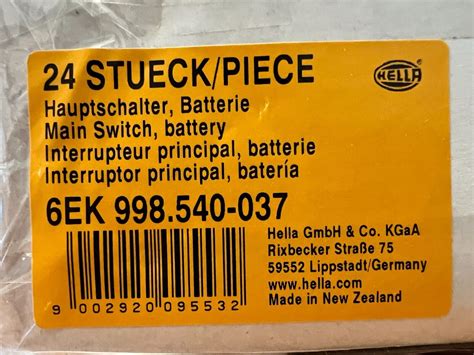 24 STUECK/PIECE
HELLA
Hauptschalter, Batterie
Main Switch, battery
Interrupteur principal, batterie
Interruptor principal, batería
6EK 998.540-037
Hella GmbH & Co. KGaA
Rixbecker Straße 75
59552 Lippstadt/Germany
www.hella.com
Made in New Zealand
9 002920 095532